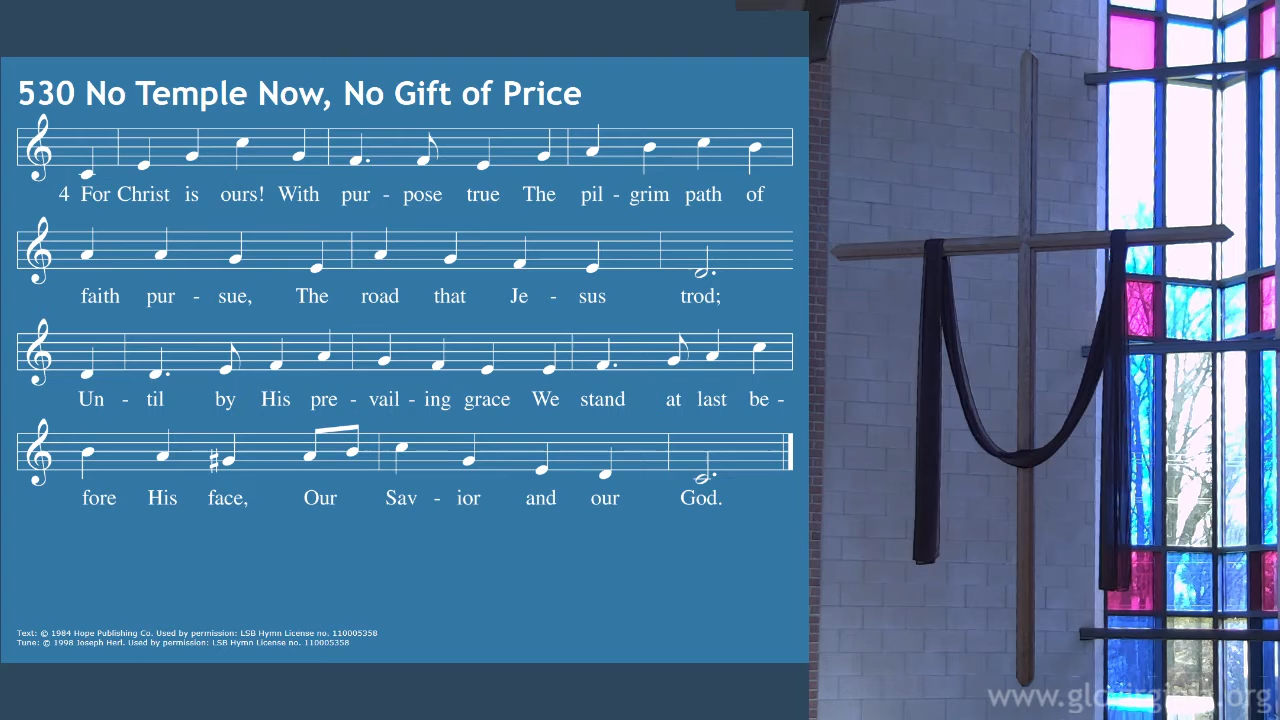 530 No Temple Now, No Gift of Price
4 For Christ is ours! With pur - pose true The pil - grim path of
faith pur - sue, The road that Je - sus trod;
Un - til by His pre - vail - ing grace We stand at last be -
fore His face, Our Sav - ior and our God.
Text: © 1984 Hope Publishing Co. Used by permission: LSB Hymn License no. 110005358
Tune: © 1998 Joseph Herl. Used by permission: LSB Hymn License no. 110005358